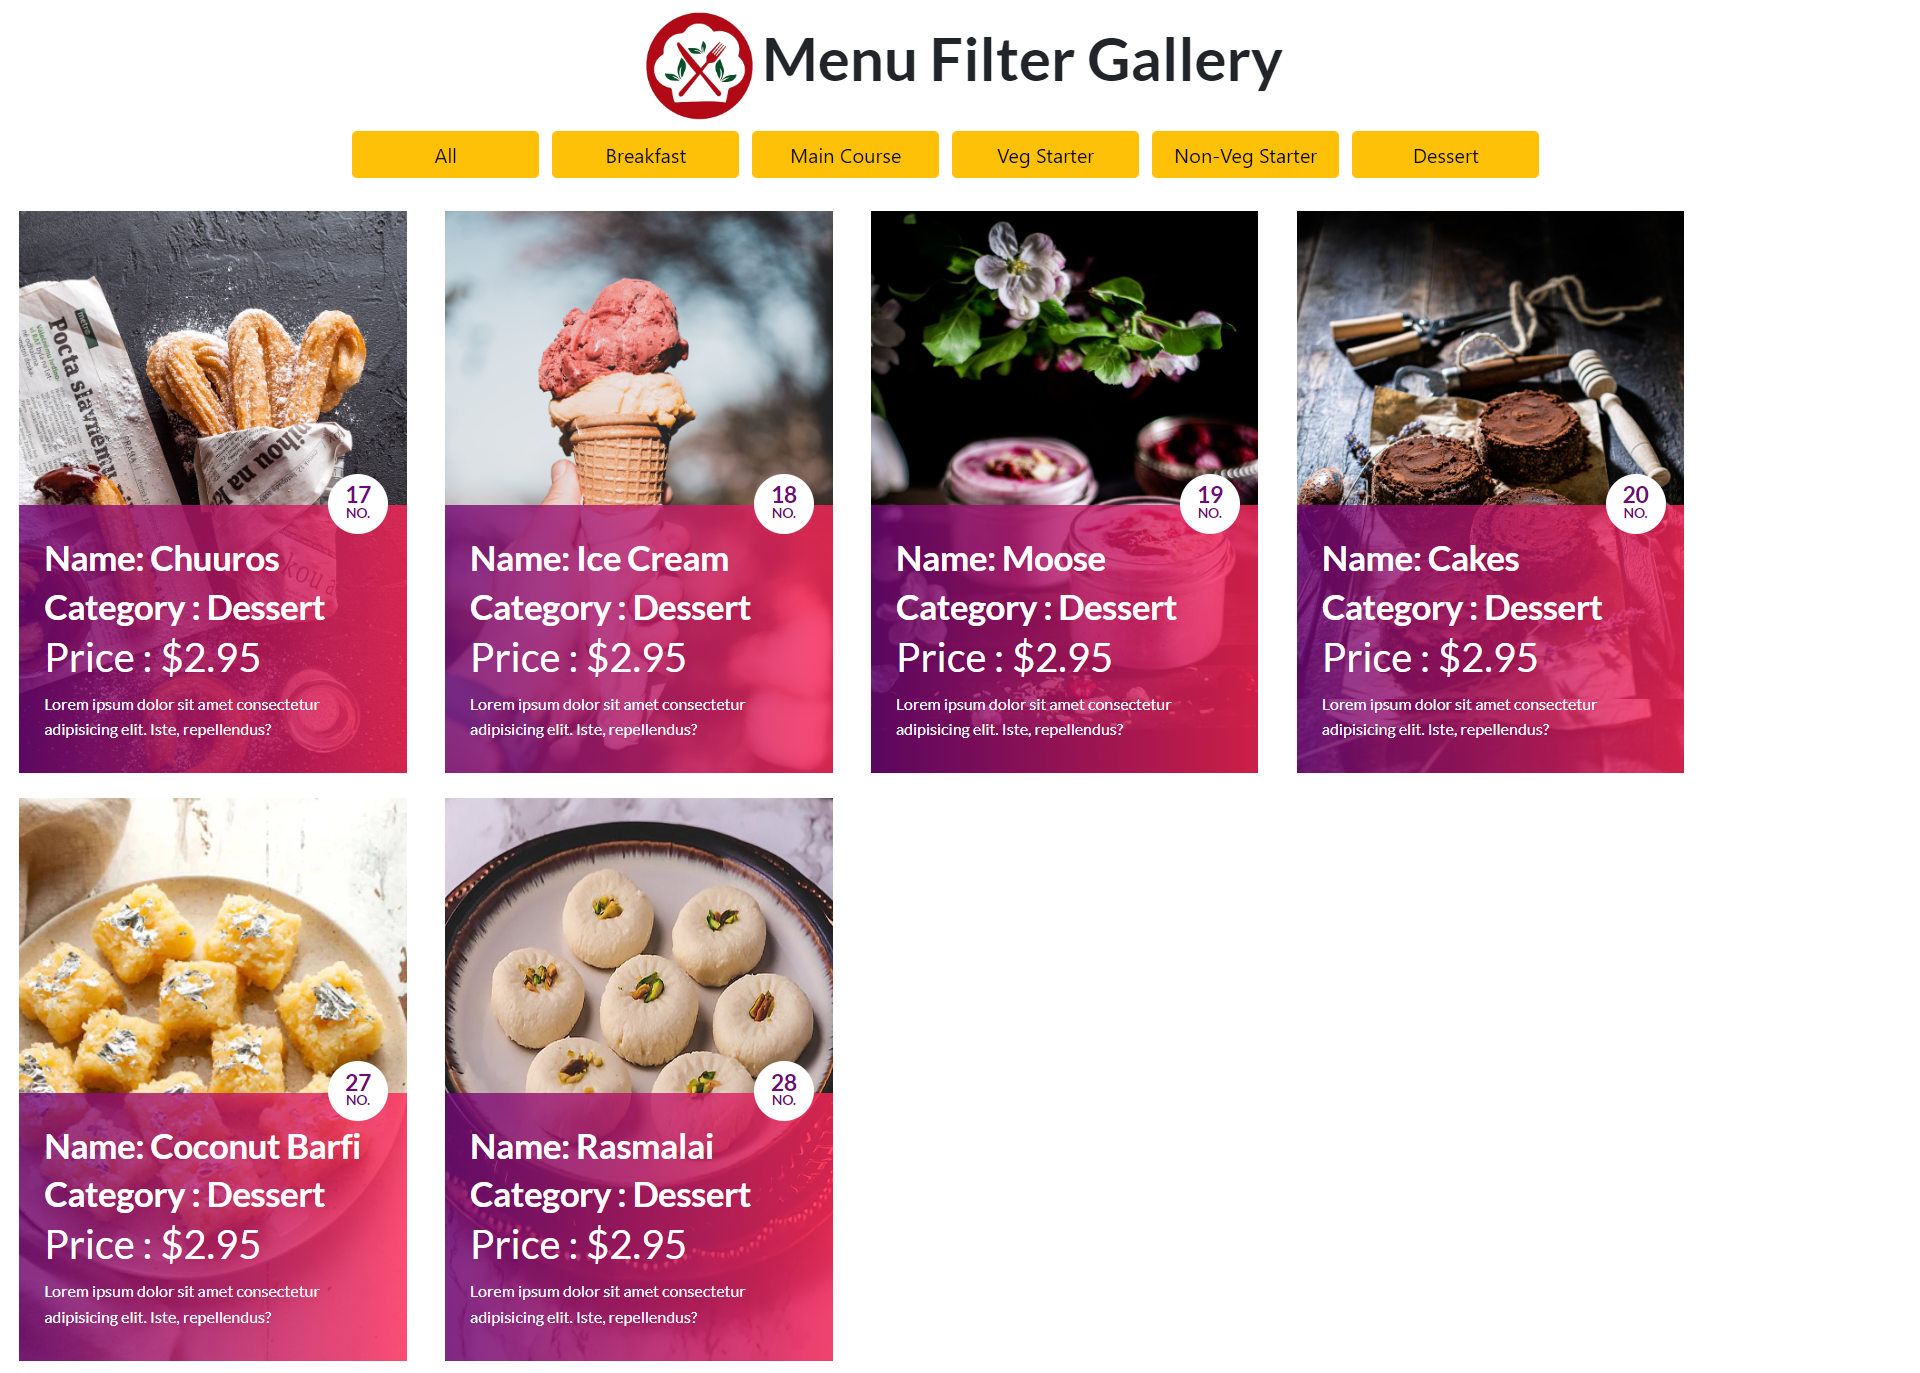 Menu Filter Gallery
All
Breakfast
Main Course
Veg Starter
Non-Veg Starter
Dessert
Pocta slavnému
metro
nihou na
kou a
17
NO.
Name: Chuuros
Category : Dessert
Price : $2.95
Lorem ipsum dolor sit amet consectetur
adipisicing elit. Iste, repellendus?
18
NO.
Name: Ice Cream
Category : Dessert
Price : $2.95
Lorem ipsum dolor sit amet consectetur
adipisicing elit. Iste, repellendus?
19
NO.
Name: Moose
Category : Dessert
Price : $2.95
Lorem ipsum dolor sit amet consectetur
adipisicing elit. Iste, repellendus?
20
NO.
Name: Cakes
Category : Dessert
Price : $2.95
Lorem ipsum dolor sit amet consectetur
adipisicing elit. Iste, repellendus?
27
NO.
Name: Coconut Barfi
Category : Dessert
Price : $2.95
Lorem ipsum dolor sit amet consectetur
adipisicing elit. Iste, repellendus?
28
NO.
Name: Rasmalai
Category : Dessert
Price : $2.95
Lorem ipsum dolor sit amet consectetur
adipisicing elit. Iste, repellendus?